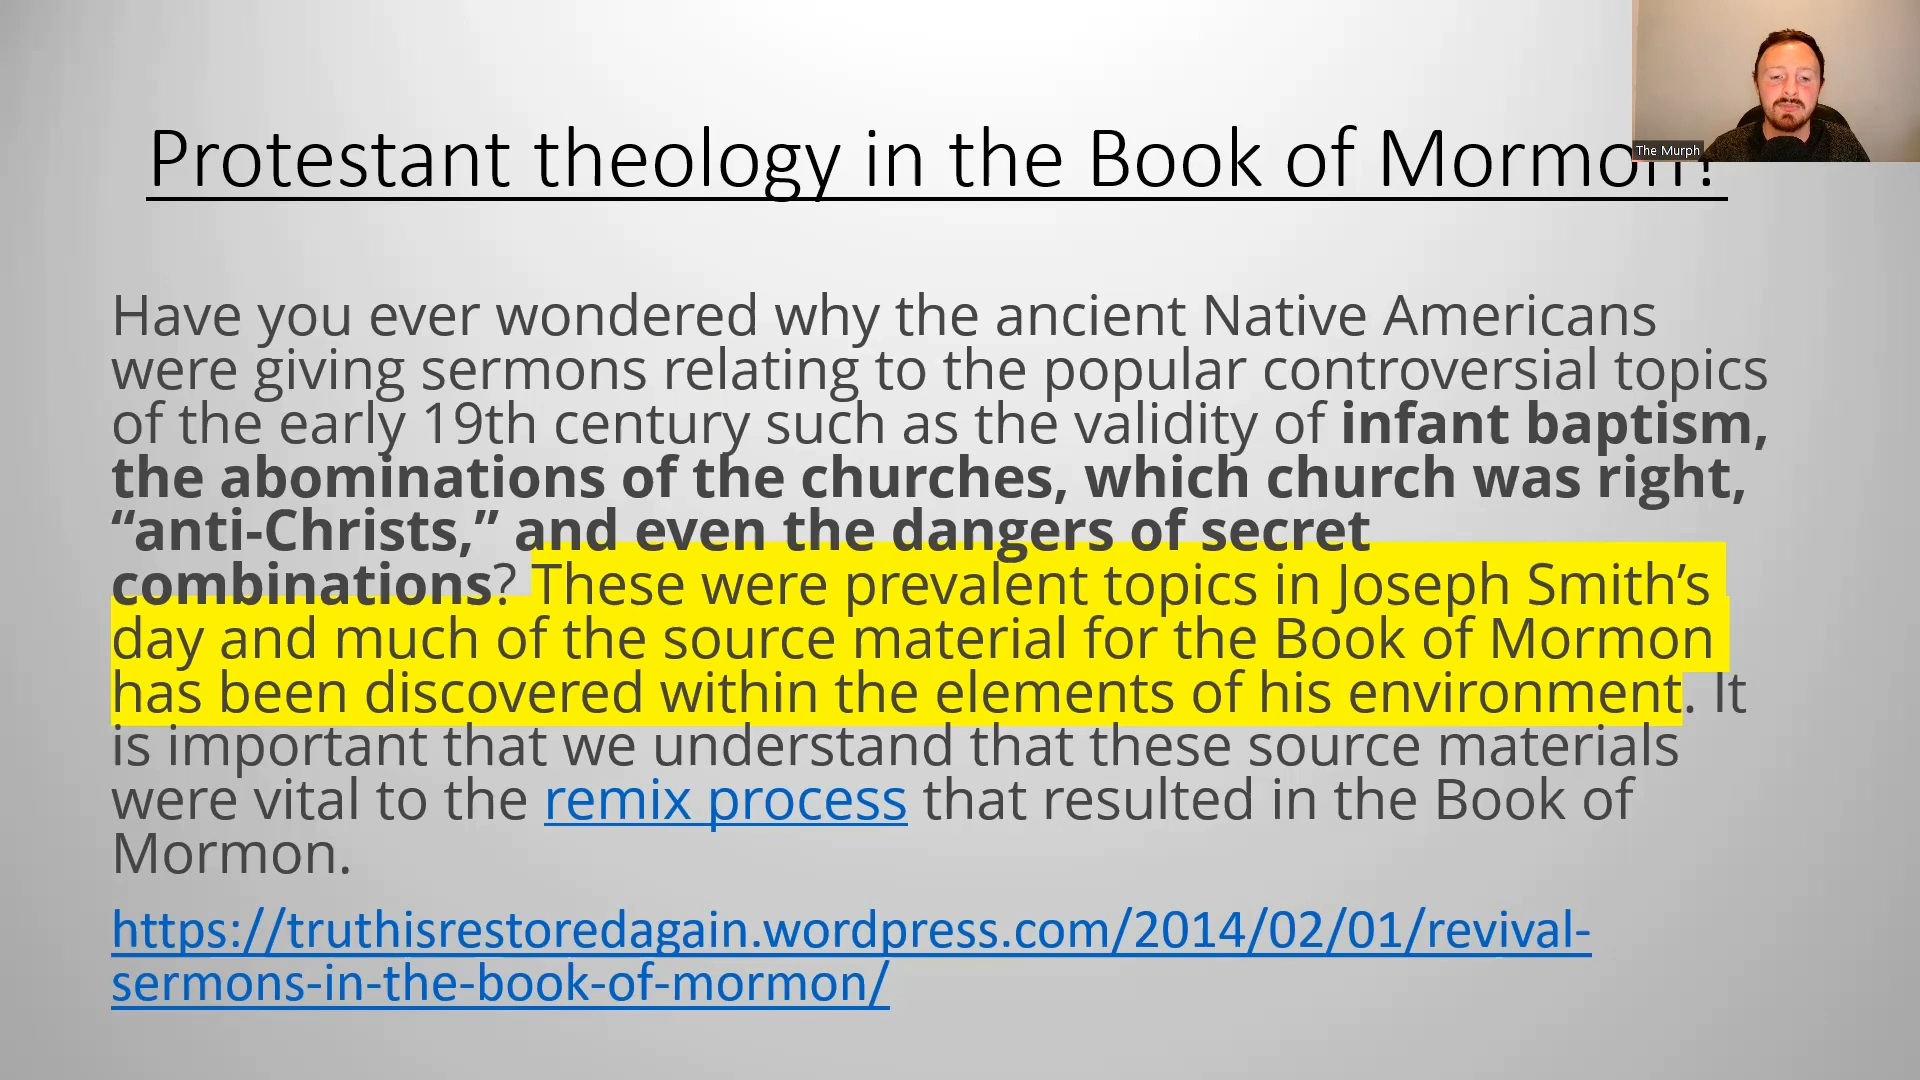 Protestant theology in the Book of Mormon?
The Murph
Have you ever wondered why the ancient Native Americans
were giving sermons relating to the popular controversial topics
of the early 19th century such as the validity of infant baptism,
the abominations of the churches, which church was right,
“anti-Christs,” and even the dangers of secret
combinations? These were prevalent topics in Joseph Smith’s
day and much of the source material for the Book of Mormon
has been discovered within the elements of his environment. It
is important that we understand that these source materials
were vital to the remix process that resulted in the Book of
Mormon.
https://truthisrestoredagain.wordpress.com/2014/02/01/revival-
sermons-in-the-book-of-mormon/